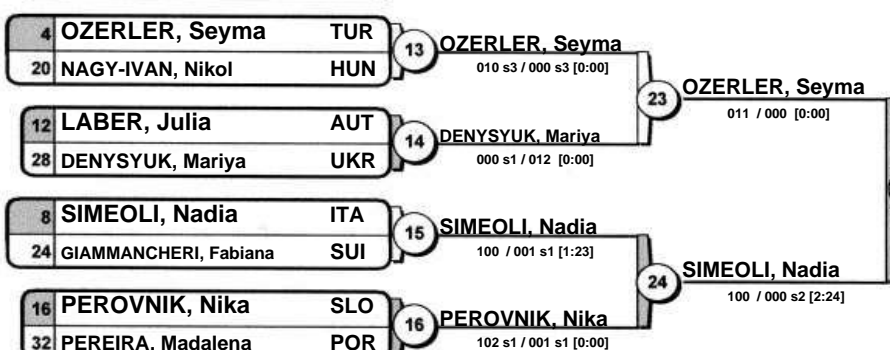 4 OZERLER, Seyma TUR
20 NAGY-IVAN, Nikol HUN
13
OZERLER, Seyma
010 s3 / 000 s3 [0:00]
12 LABER, Julia AUT
28 DENYSYUK, Mariya UKR
14
DENYSYUK, Mariya
000 s1 / 012 [0:00]
23
OZERLER, Seyma
011 / 000 [0:00]
8 SIMEOLI, Nadia ITA
24 GIAMMANCHERI, Fabiana SUI
15
SIMEOLI, Nadia
100 / 001 s1 [1:23]
16 PEROVNIK, Nika SLO
32 PEREIRA, Madalena POR
16
PEROVNIK, Nika
102 s1 / 001 s1 [0:00]
24
SIMEOLI, Nadia
100 / 000 s2 [2:24]